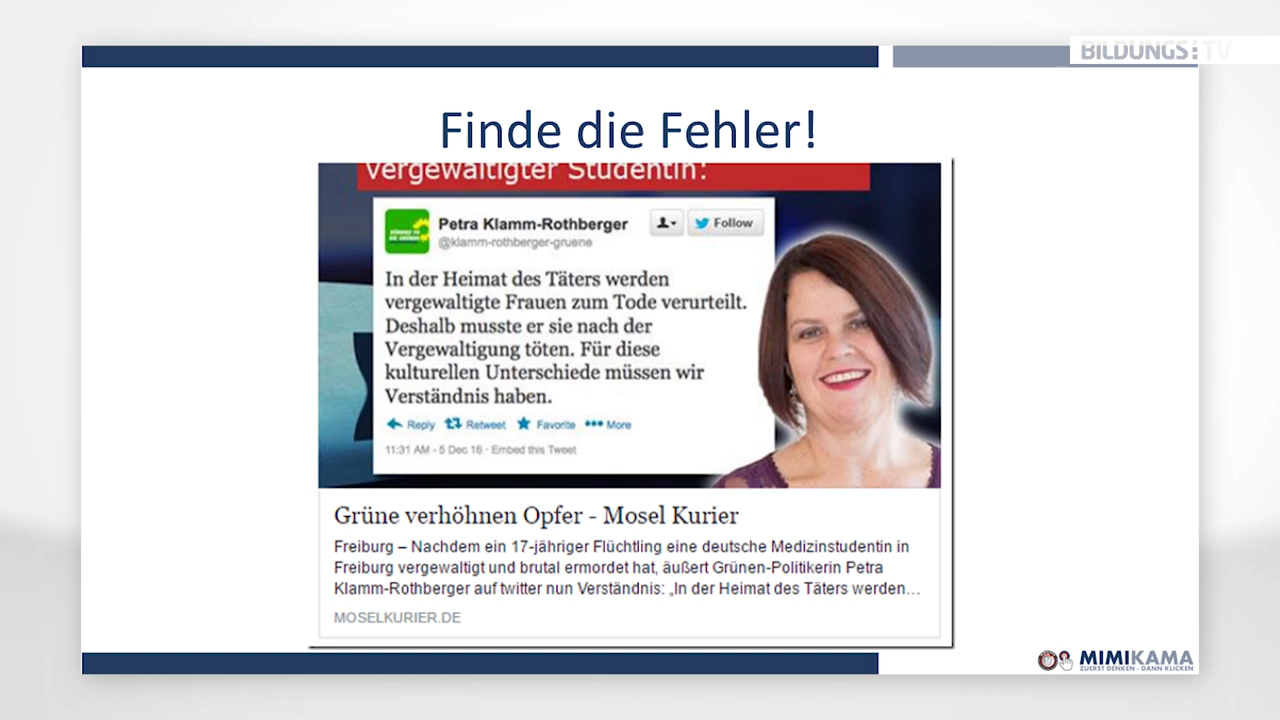 BILDUNGS:TV
Finde die Fehler!
vergewaltigter Studentin:
Petra Klamm-Rothberger
@klamm-rothberger-gruene
Follow
In der Heimat des Täters werden
vergewaltigte Frauen zum Tode verurteilt.
Deshalb musste er sie nach der
Vergewaltigung töten. Für diese
kulturellen Unterschiede müssen wir
Verständnis haben.
Reply Retweet Favorite More
11:31 AM - 5 Dec 16 · Embed this Tweet
Grüne verhöhnen Opfer - Mosel Kurier
Freiburg – Nachdem ein 17-jähriger Flüchtling eine deutsche Medizinstudentin in
Freiburg vergewaltigt und brutal ermordet hat, äußert Grünen-Politikerin Petra
Klamm-Rothberger auf twitter nun Verständnis: „In der Heimat des Täters werden…
MOSELKURIER.DE
MIMIKAMA
ZUERST DENKEN - DANN KLICKEN